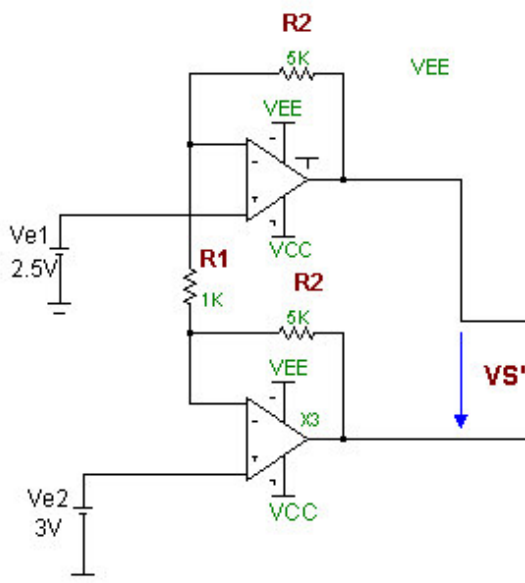 R2
5K
VEE
VEE
-
-
+
VCC
Ve1
2.5V
R1
1K
R2
5K
VEE
-
-
X3
+
VCC
VS'
Ve2
3V